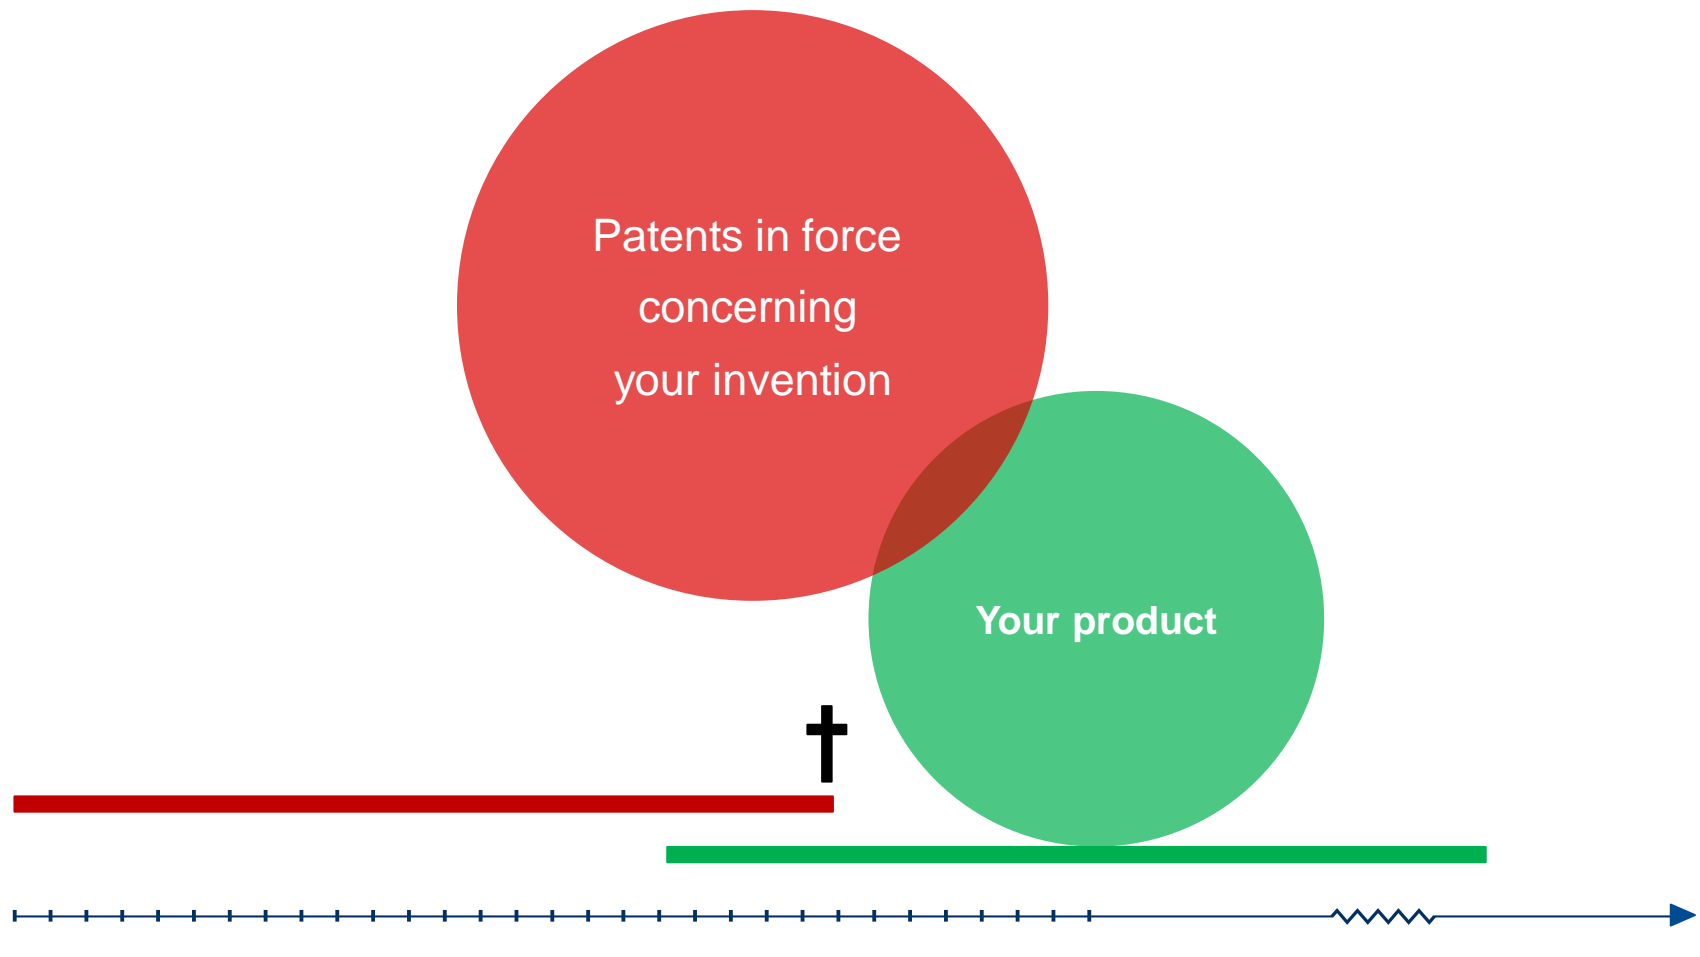 Patents in force
concerning
your invention
Your product